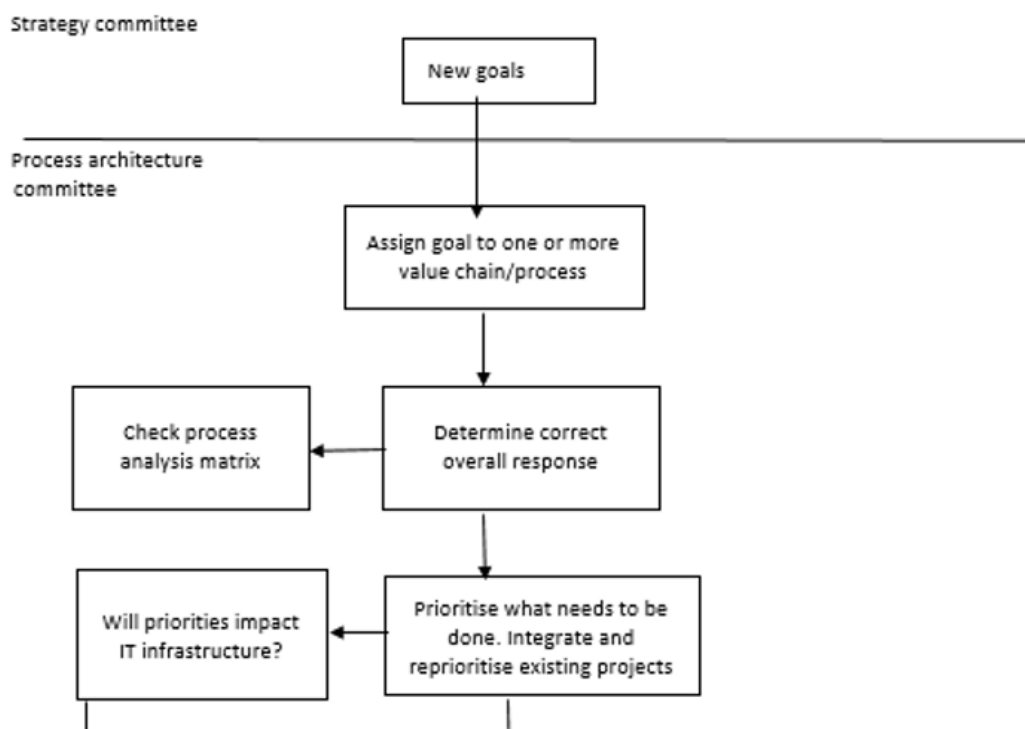 Strategy committee
New goals
Process architecture
committee
Assign goal to one or more
value chain/process
Check process
analysis matrix
Determine correct
overall response
Will priorities impact
IT infrastructure?
Prioritise what needs to be
done. Integrate and
reprioritise existing projects